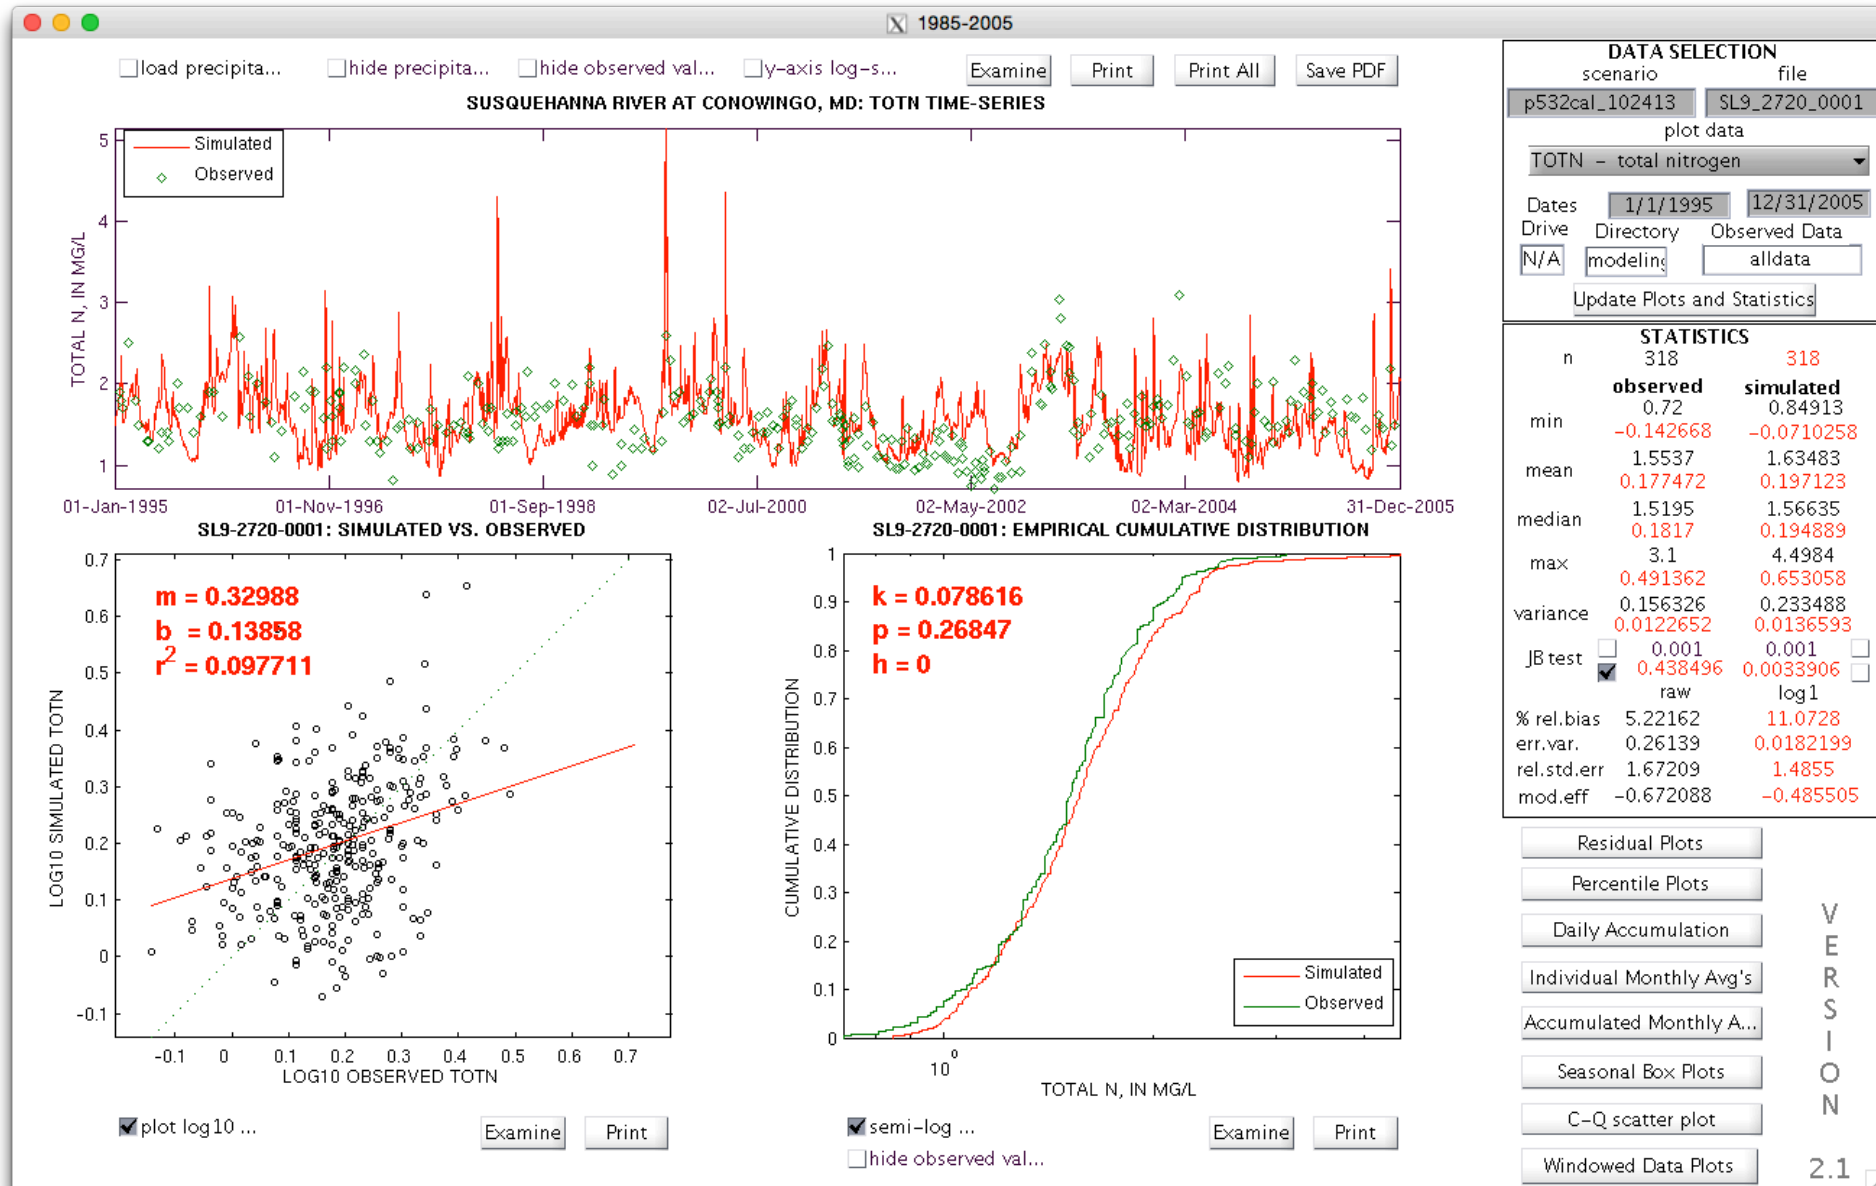 1985-2005
load precipita...
hide precipita...
hide observed val...
y-axis log-s...
Examine
Print
Print All
Save PDF
SUSQUEHANNA RIVER AT CONOWINGO, MD: TOTN TIME-SERIES
Simulated
Observed
TOTAL N, IN MG/L
5
4
3
2
1
01-Jan-1995
01-Nov-1996
01-Sep-1998
02-Jul-2000
02-May-2002
02-Mar-2004
31-Dec-2005
SL9-2720-0001: SIMULATED VS. OBSERVED
m = 0.32988
b = 0.13858
r2 = 0.097711
LOG10 SIMULATED TOTN
0.7
0.6
0.5
0.4
0.3
0.2
0.1
0
-0.1
-0.1
0
0.1
0.2
0.3
0.4
0.5
0.6
0.7
LOG10 OBSERVED TOTN
plot log10 ...
Examine
Print
SL9-2720-0001: EMPIRICAL CUMULATIVE DISTRIBUTION
k = 0.078616
p = 0.26847
h = 0
CUMULATIVE DISTRIBUTION
1
0.9
0.8
0.7
0.6
0.5
0.4
0.3
0.2
0.1
0
Simulated
Observed
10^0
TOTAL N, IN MG/L
semi-log ...
hide observed val...
Examine
Print
DATA SELECTION
scenario file
p532cal_102413 SL9_2720_0001
plot data
TOTN - total nitrogen
Dates 1/1/1995 12/31/2005
Drive Directory Observed Data
N/A modeling alldata
Update Plots and Statistics
STATISTICS
n 318 318
observed simulated
min 0.72 0.84913
-0.142668 -0.0710258
mean 1.5537 1.63483
0.177472 0.197123
median 1.5195 1.56635
0.1817 0.194889
max 3.1 4.4984
0.491362 0.653058
variance 0.156326 0.233488
0.0122652 0.0136593
JB test 0.001 0.001
0.438496 0.0033906
raw log1
% rel.bias 5.22162 11.0728
err.var. 0.26139 0.0182199
rel.std.err 1.67209 1.4855
mod.eff -0.672088 -0.485505
Residual Plots
Percentile Plots
Daily Accumulation
Individual Monthly Avg's
Accumulated Monthly A...
Seasonal Box Plots
C-Q scatter plot
Windowed Data Plots
VERSION
2.1